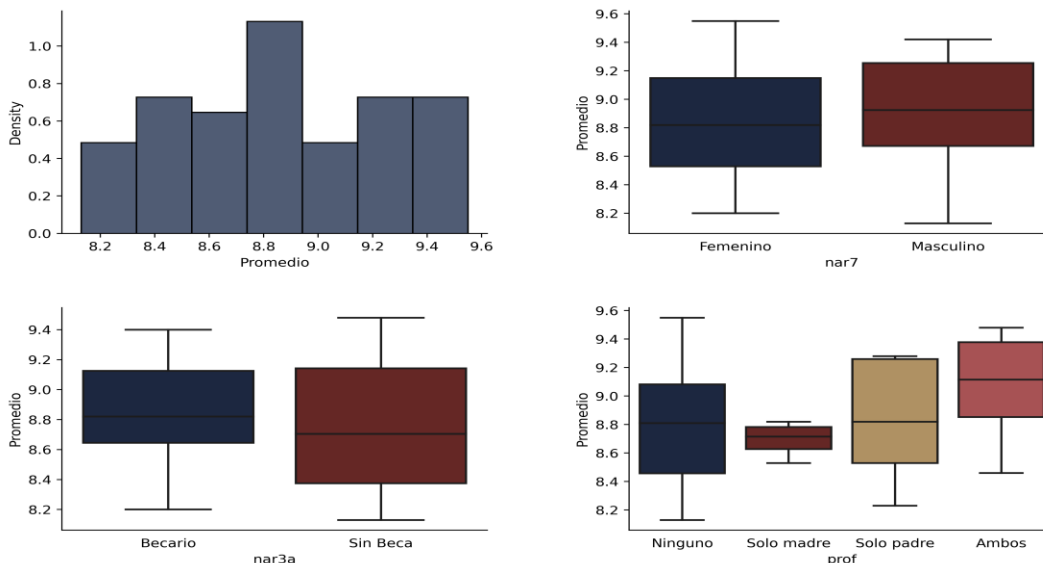 Density
1.0
0.8
0.6
0.4
0.2
0.0
8.2 8.4 8.6 8.8 9.0 9.2 9.4 9.6
Promedio
Promedio
9.6
9.4
9.2
9.0
8.8
8.6
8.4
8.2
Femenino Masculino
nar7
Promedio
9.4
9.2
9.0
8.8
8.6
8.4
8.2
Becario Sin Beca
nar3a
Promedio
9.6
9.4
9.2
9.0
8.8
8.6
8.4
8.2
Ninguno Solo madre Solo padre Ambos
prof